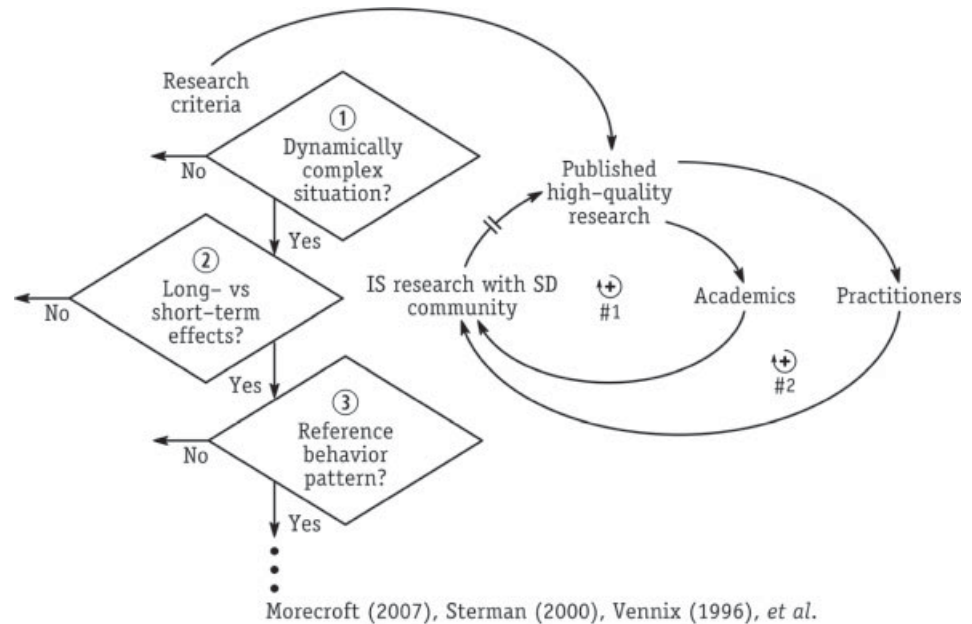 Research
criteria
①
Dynamically
complex
situation?
No
Yes
②
Long– vs
short–term
effects?
No
Yes
③
Reference
behavior
pattern?
No
Yes
Published
high–quality
research
IS research with SD
community
+
#1
Academics
Practitioners
+
#2
Morecroft (2007), Sterman (2000), Vennix (1996), et al.